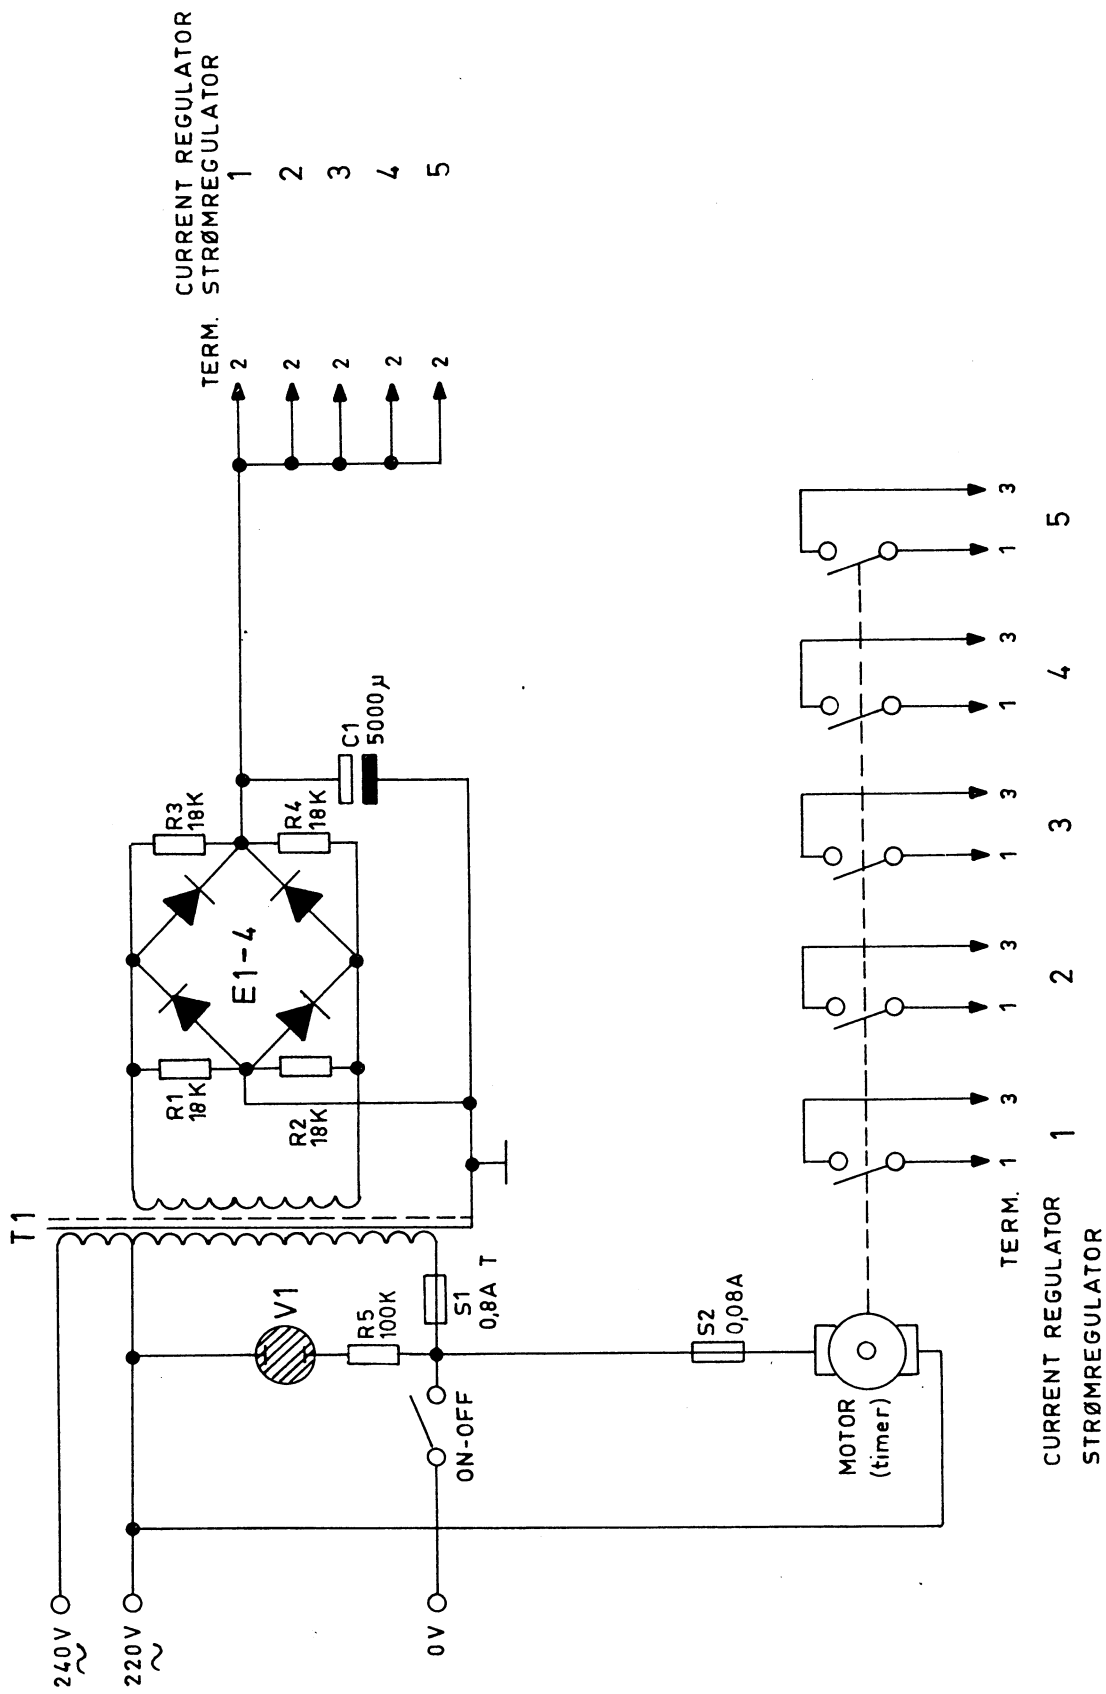 T1
240V
~
220V
~
0V
V1
R5
100K
ON-OFF
S1
0,8A T
R1
18K
R2
18K
E1-4
R3
18K
R4
18K
C1
5000µ
CURRENT REGULATOR
TERM. STRØMREGULATOR
2 1
2 2
2 3
2 4
2 5
S2
0,08A
MOTOR
(timer)
TERM. 1 3 1 3 1 3 1 3 1 3
CURRENT REGULATOR 1 2 3 4 5
STRØMREGULATOR